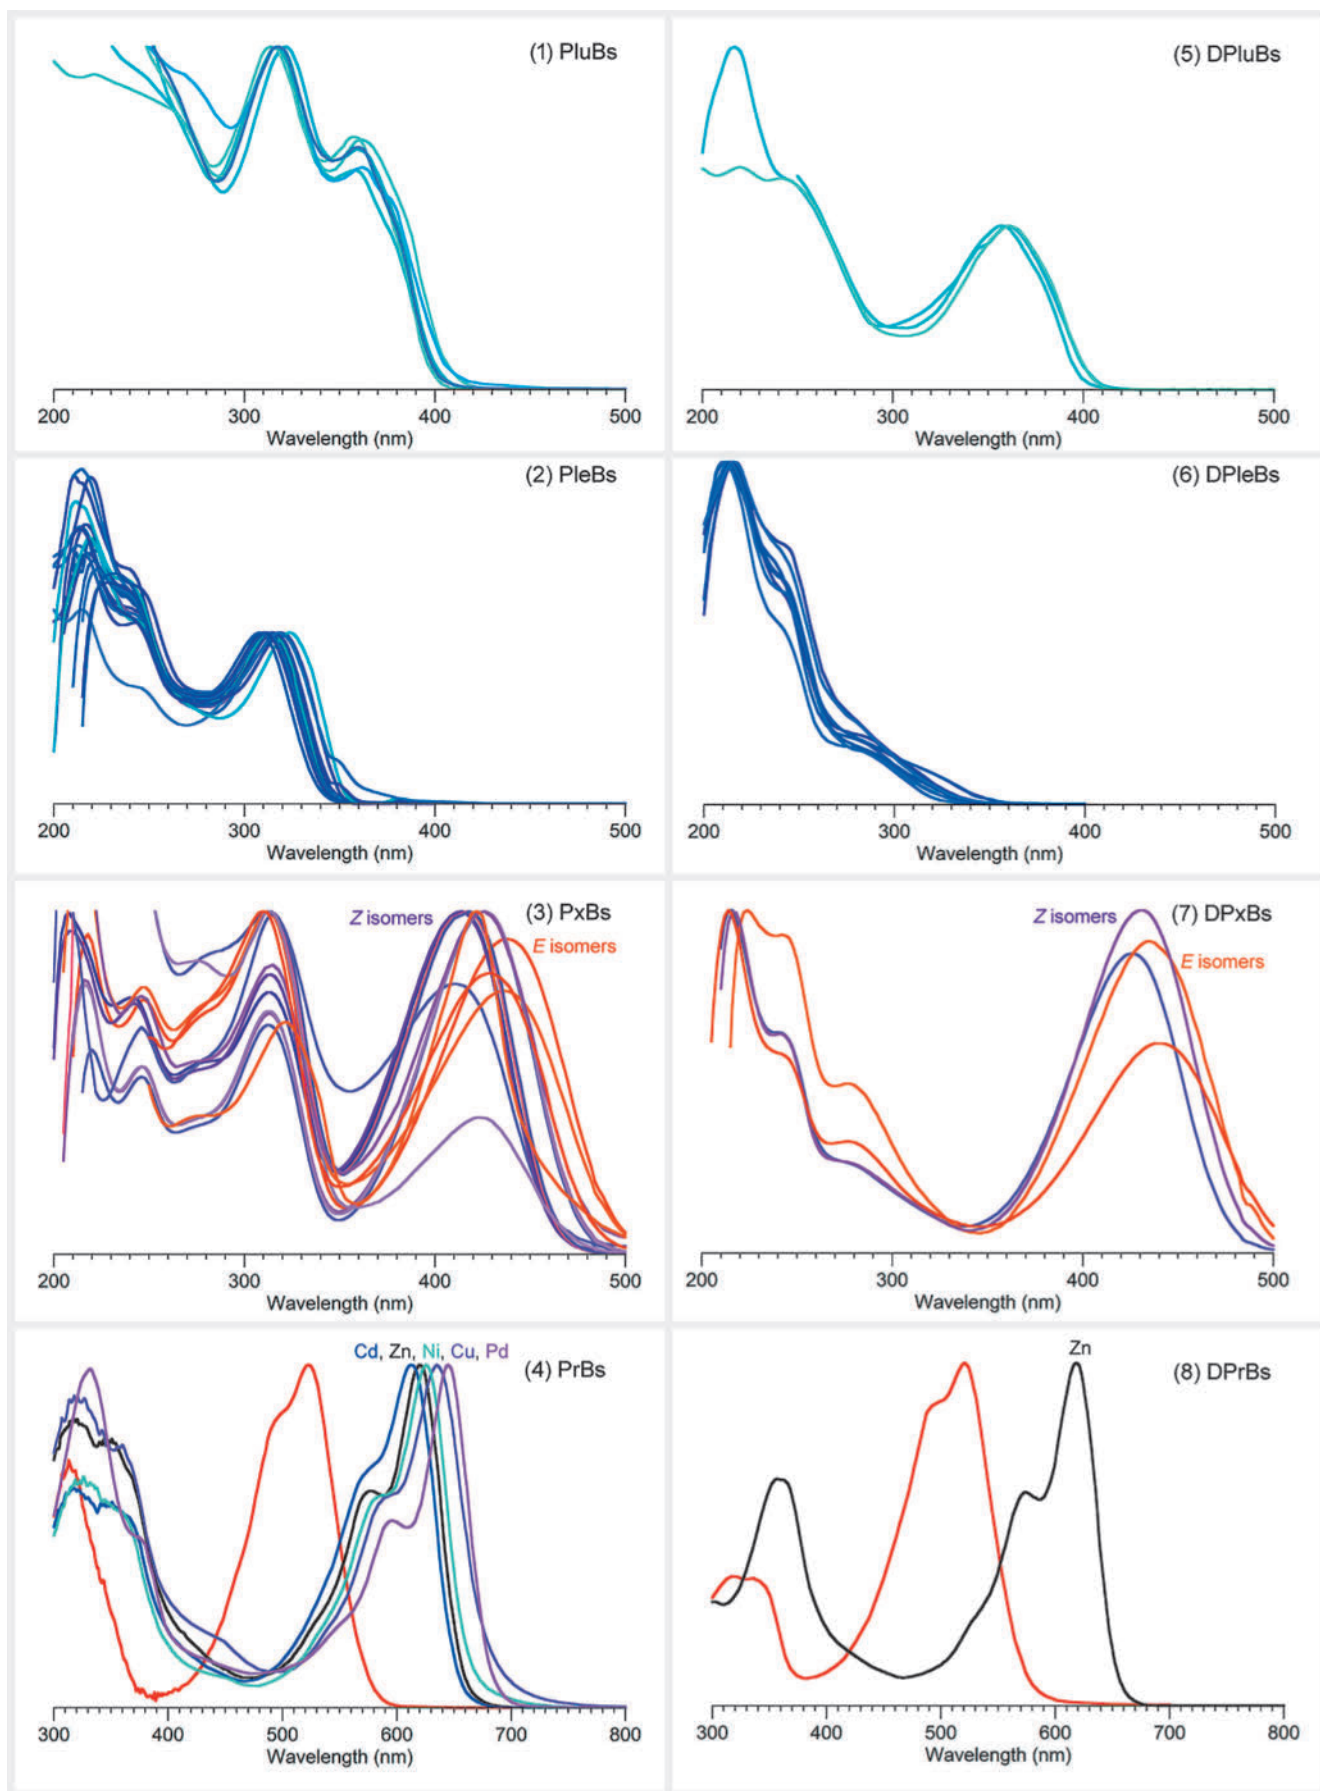 (1) PluBs
200 300 400 500
Wavelength (nm)
(5) DPluBs
200 300 400 500
Wavelength (nm)
(2) PleBs
200 300 400 500
Wavelength (nm)
(6) DPleBs
200 300 400 500
Wavelength (nm)
Z isomers
(3) PxBs
E isomers
200 300 400 500
Wavelength (nm)
Z isomers
(7) DPxBs
E isomers
200 300 400 500
Wavelength (nm)
Cd, Zn, Ni, Cu, Pd
(4) PrBs
300 400 500 600 700 800
Wavelength (nm)
Zn
(8) DPrBs
300 400 500 600 700 800
Wavelength (nm)